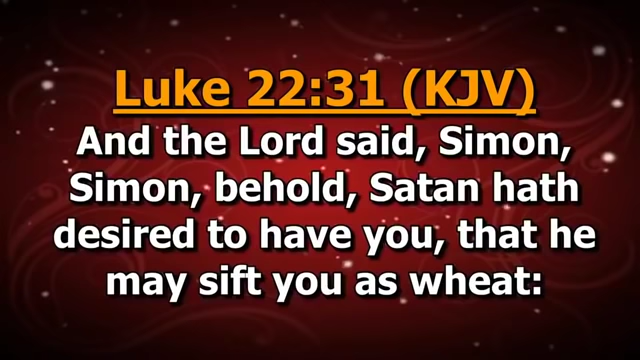 Luke 22:31 (KJV)
And the Lord said, Simon,
Simon, behold, Satan hath
desired to have you, that he
may sift you as wheat: